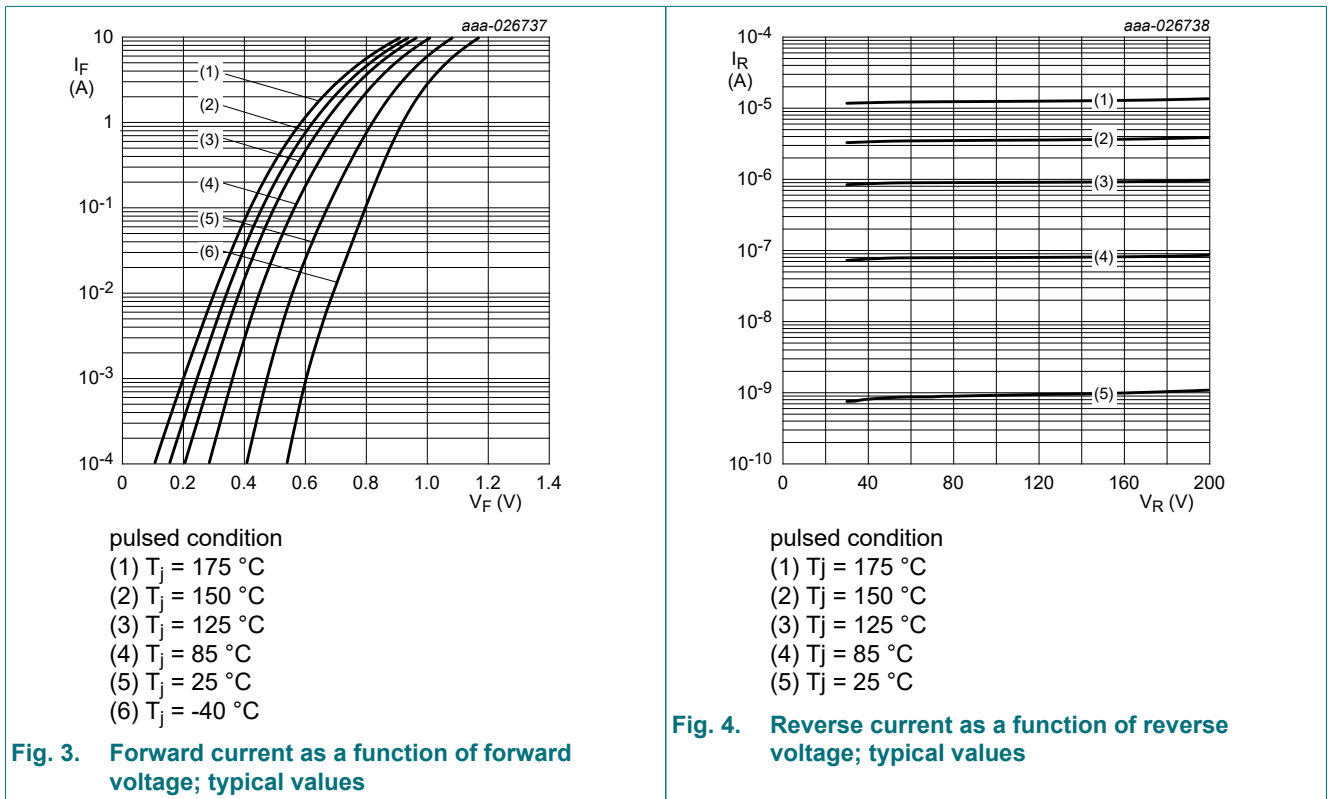 aaa-026737
10
I_F
(A)
(1)
(2)
1
(3)
(4)
10^-1
(5)
(6)
10^-2
10^-3
10^-4
0 0.2 0.4 0.6 0.8 1.0 1.2 1.4
V_F (V)
pulsed condition
(1) T_j = 175 °C
(2) T_j = 150 °C
(3) T_j = 125 °C
(4) T_j = 85 °C
(5) T_j = 25 °C
(6) T_j = -40 °C
Fig. 3. Forward current as a function of forward
voltage; typical values
aaa-026738
10^-4
I_R
(A)
10^-5
(1)
(2)
10^-6
(3)
10^-7
(4)
10^-8
10^-9
(5)
10^-10
0 40 80 120 160 200
V_R (V)
pulsed condition
(1) Tj = 175 °C
(2) Tj = 150 °C
(3) Tj = 125 °C
(4) Tj = 85 °C
(5) Tj = 25 °C
Fig. 4. Reverse current as a function of reverse
voltage; typical values